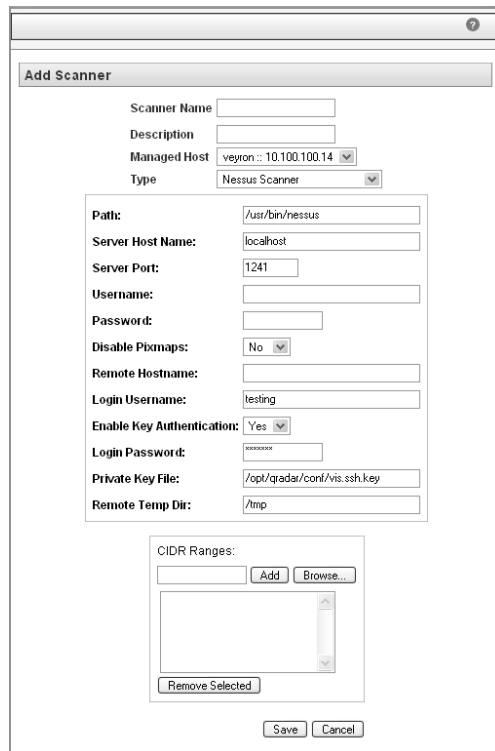 ?
Add Scanner
Scanner Name
Description
Managed Host veyron :: 10.100.100.14
Type Nessus Scanner
Path: /usr/bin/nessus
Server Host Name: localhost
Server Port: 1241
Username:
Password:
Disable Pixmaps: No
Remote Hostname:
Login Username: testing
Enable Key Authentication: Yes
Login Password: *******
Private Key File: /opt/qradar/conf/vis.ssh.key
Remote Temp Dir: /tmp
CIDR Ranges:
Add Browse...
Remove Selected
Save Cancel